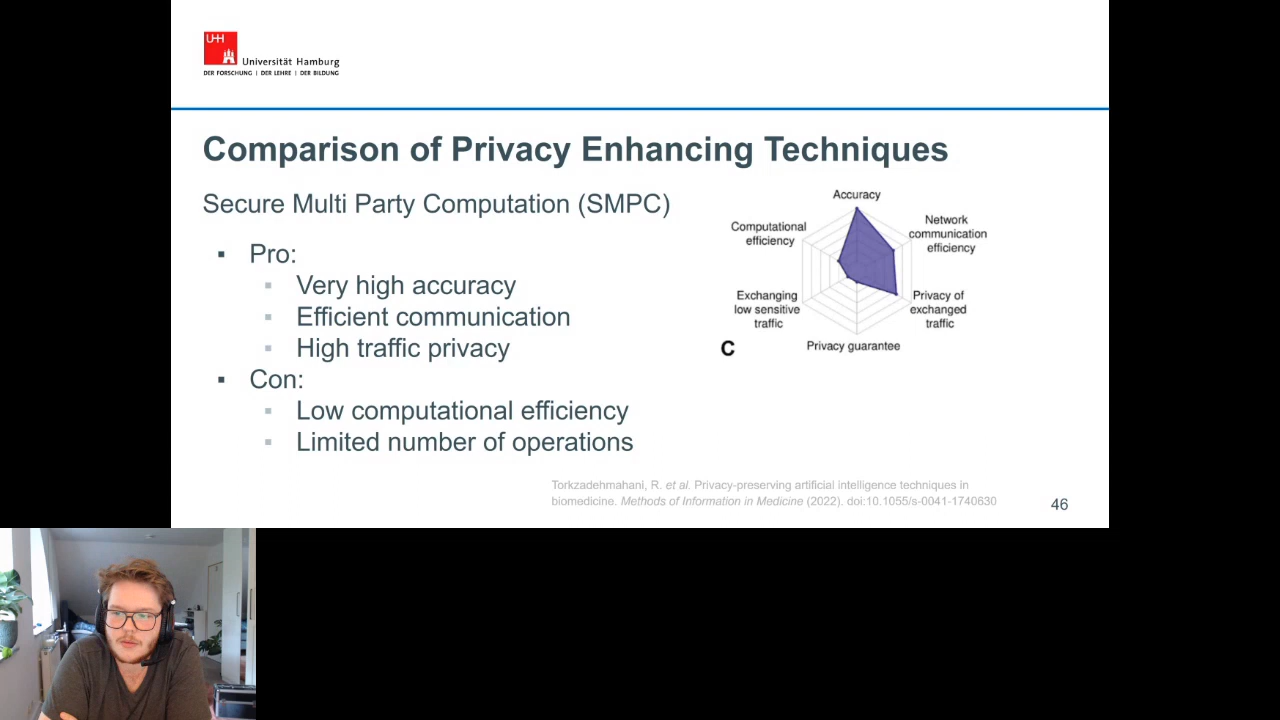 UHH
Universität Hamburg
DER FORSCHUNG | DER LEHRE | DER BILDUNG
Comparison of Privacy Enhancing Techniques
Secure Multi Party Computation (SMPC)
Pro:
Very high accuracy
Efficient communication
High traffic privacy
Con:
Low computational efficiency
Limited number of operations
Accuracy
Network
communication
efficiency
Privacy of
exchanged
traffic
Privacy guarantee
Exchanging
low sensitive
traffic
Computational
efficiency
C
Torkzadehmahani, R. et al. Privacy-preserving artificial intelligence techniques in
biomedicine. Methods of Information in Medicine (2022). doi:10.1055/s-0041-1740630
46